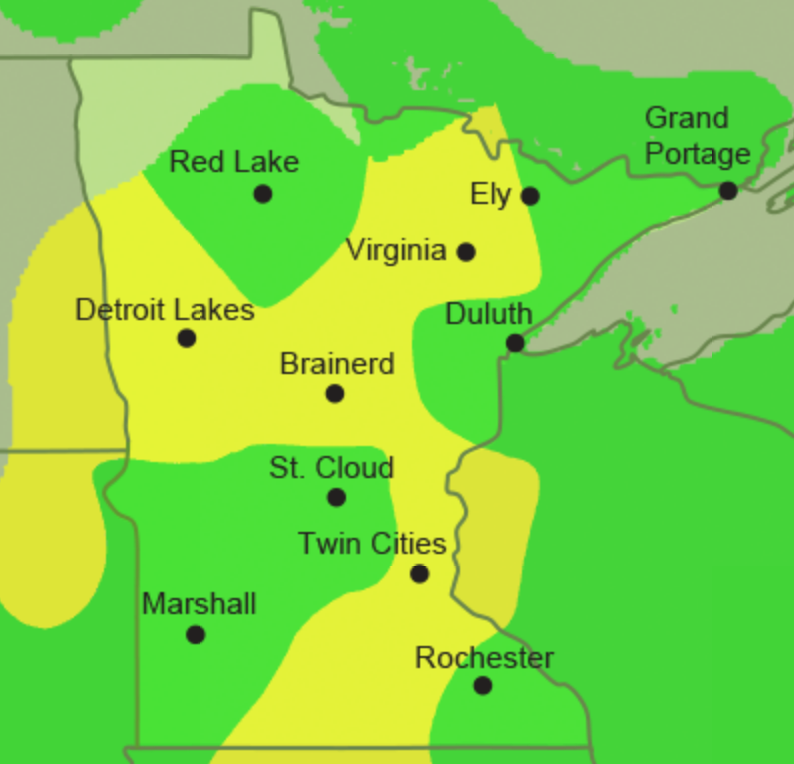 Grand
Portage
Red Lake
Ely
Virginia
Detroit Lakes
Duluth
Brainerd
St. Cloud
Twin Cities
Marshall
Rochester